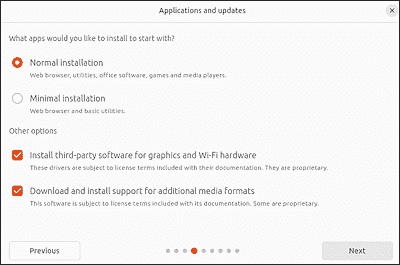 Applications and updates
What apps would you like to install to start with?
Normal installation
Web browser, utilities, office software, games and media players.
Minimal installation
Web browser and basic utilities.
Other options
Install third-party software for graphics and Wi-Fi hardware
These drivers are subject to license terms included with their documentation. They are proprietary.
Download and install support for additional media formats
This software is subject to license terms included with its documentation. Some are proprietary.
Previous
Next